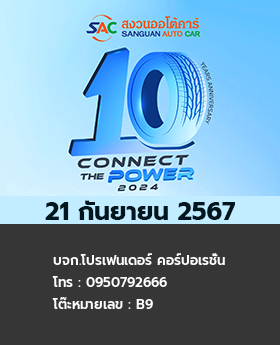 SAC สงวนออโต้คาร์
SANGUAN AUTO CAR
10
YEARS ANNIVERSARY
CONNECT
THE POWER
2024
21 กันยายน 2567
บจก.โปรเฟนเดอร์ คอร์ปอเรชั่น
โทร : 0950792666
โต๊ะหมายเลข : B9